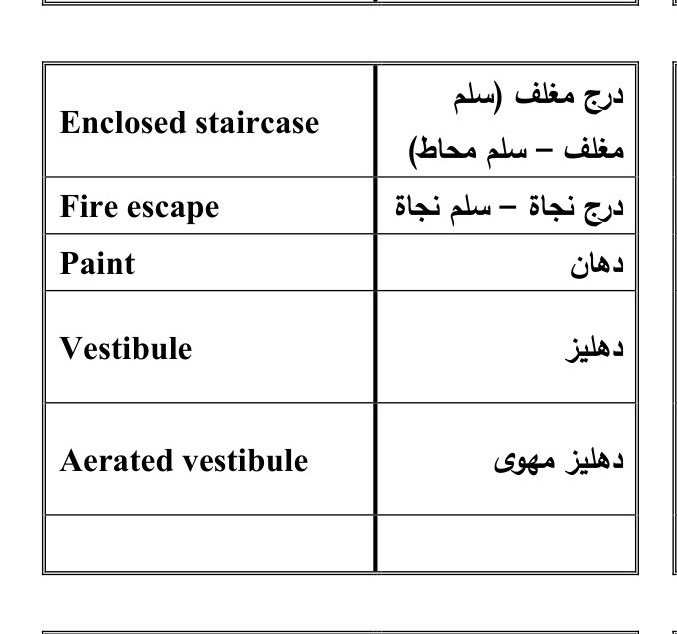 Enclosed staircase
درج مغلف (سلم
مغلف – سلم محاط)
Fire escape
درج نجاة – سلم نجاة
Paint
دهان
Vestibule
دهليز
Aerated vestibule
دهليز مهوى